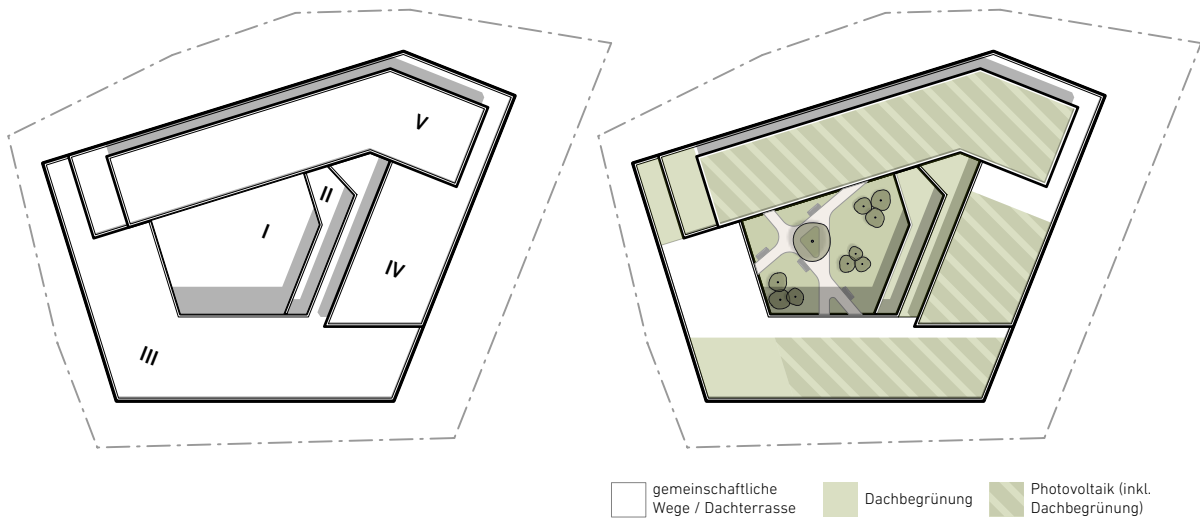 V
II
I
IV
III
gemeinschaftliche
Wege / Dachterrasse
Dachbegrünung
Photovoltaik (inkl.
Dachbegrünung)